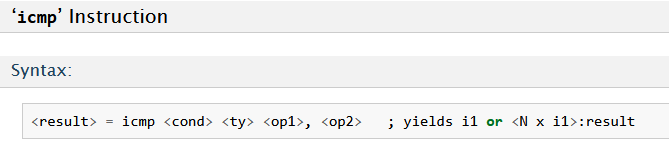 ‘icmp’ Instruction
Syntax:
<result> = icmp <cond> <ty> <op1>, <op2>   ; yields i1 or <N x i1>:result